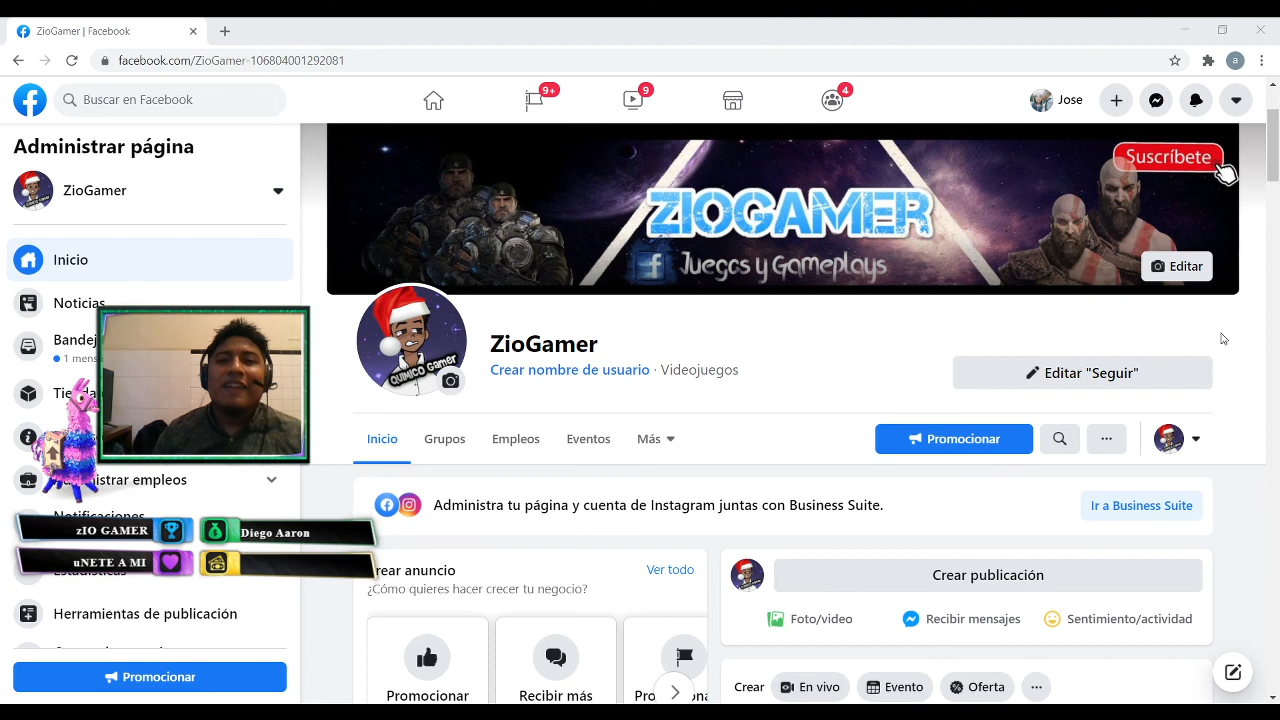 ZioGamer | Facebook
facebook.com/ZioGamer-106804001292081
a
Buscar en Facebook
9+
9
4
Jose
Administrar página
ZioGamer
Inicio
Noticias
Bandej
1 mens
Tienda
Administrar empleos
Notificaciones
Estadísticas
Herramientas de publicación
Promocionar
zIO GAMER
Diego Aaron
uNETE A MI
Suscríbete
ZIOGAMER
Juegos y Gameplays
Editar
QUIMICO GAMER
ZioGamer
Crear nombre de usuario · Videojuegos
Editar "Seguir"
Inicio
Grupos
Empleos
Eventos
Más
Promocionar
Administra tu página y cuenta de Instagram juntas con Business Suite.
Ir a Business Suite
rear anuncio
Ver todo
¿Cómo quieres hacer crecer tu negocio?
Promocionar
Recibir más
Crear publicación
Foto/video
Recibir mensajes
Sentimiento/actividad
Crear
En vivo
Evento
Oferta